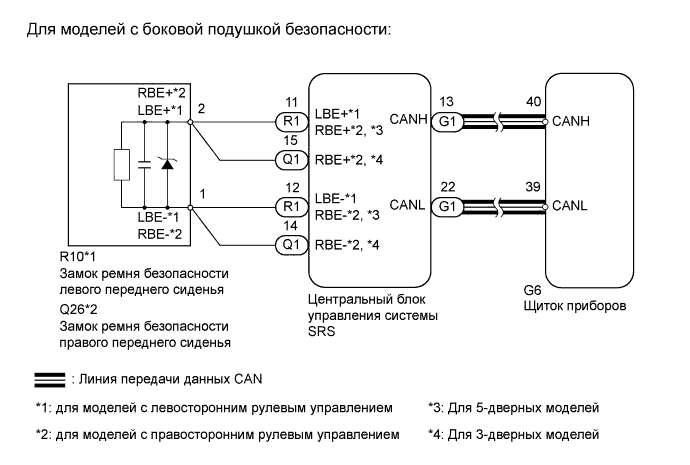 Для моделей с боковой подушкой безопасности:
RBE+*2
LBE+*1
2
1
LBE-*1
RBE-*2
R10*1
Замок ремня безопасности
левого переднего сиденья
Q26*2
Замок ремня безопасности
правого переднего сиденья
11
R1
LBE+*1
RBE+*2, *3
15
Q1
RBE+*2, *4
12
R1
LBE-*1
RBE-*2, *3
14
Q1
RBE-*2, *4
CANH
13
G1
CANL
22
G1
Центральный блок
управления системы
SRS
40
CANH
39
CANL
G6
Щиток приборов
: Линия передачи данных CAN
*1: для моделей с левосторонним рулевым управлением
*3: Для 5-дверных моделей
*2: для моделей с правосторонним рулевым управлением
*4: Для 3-дверных моделей